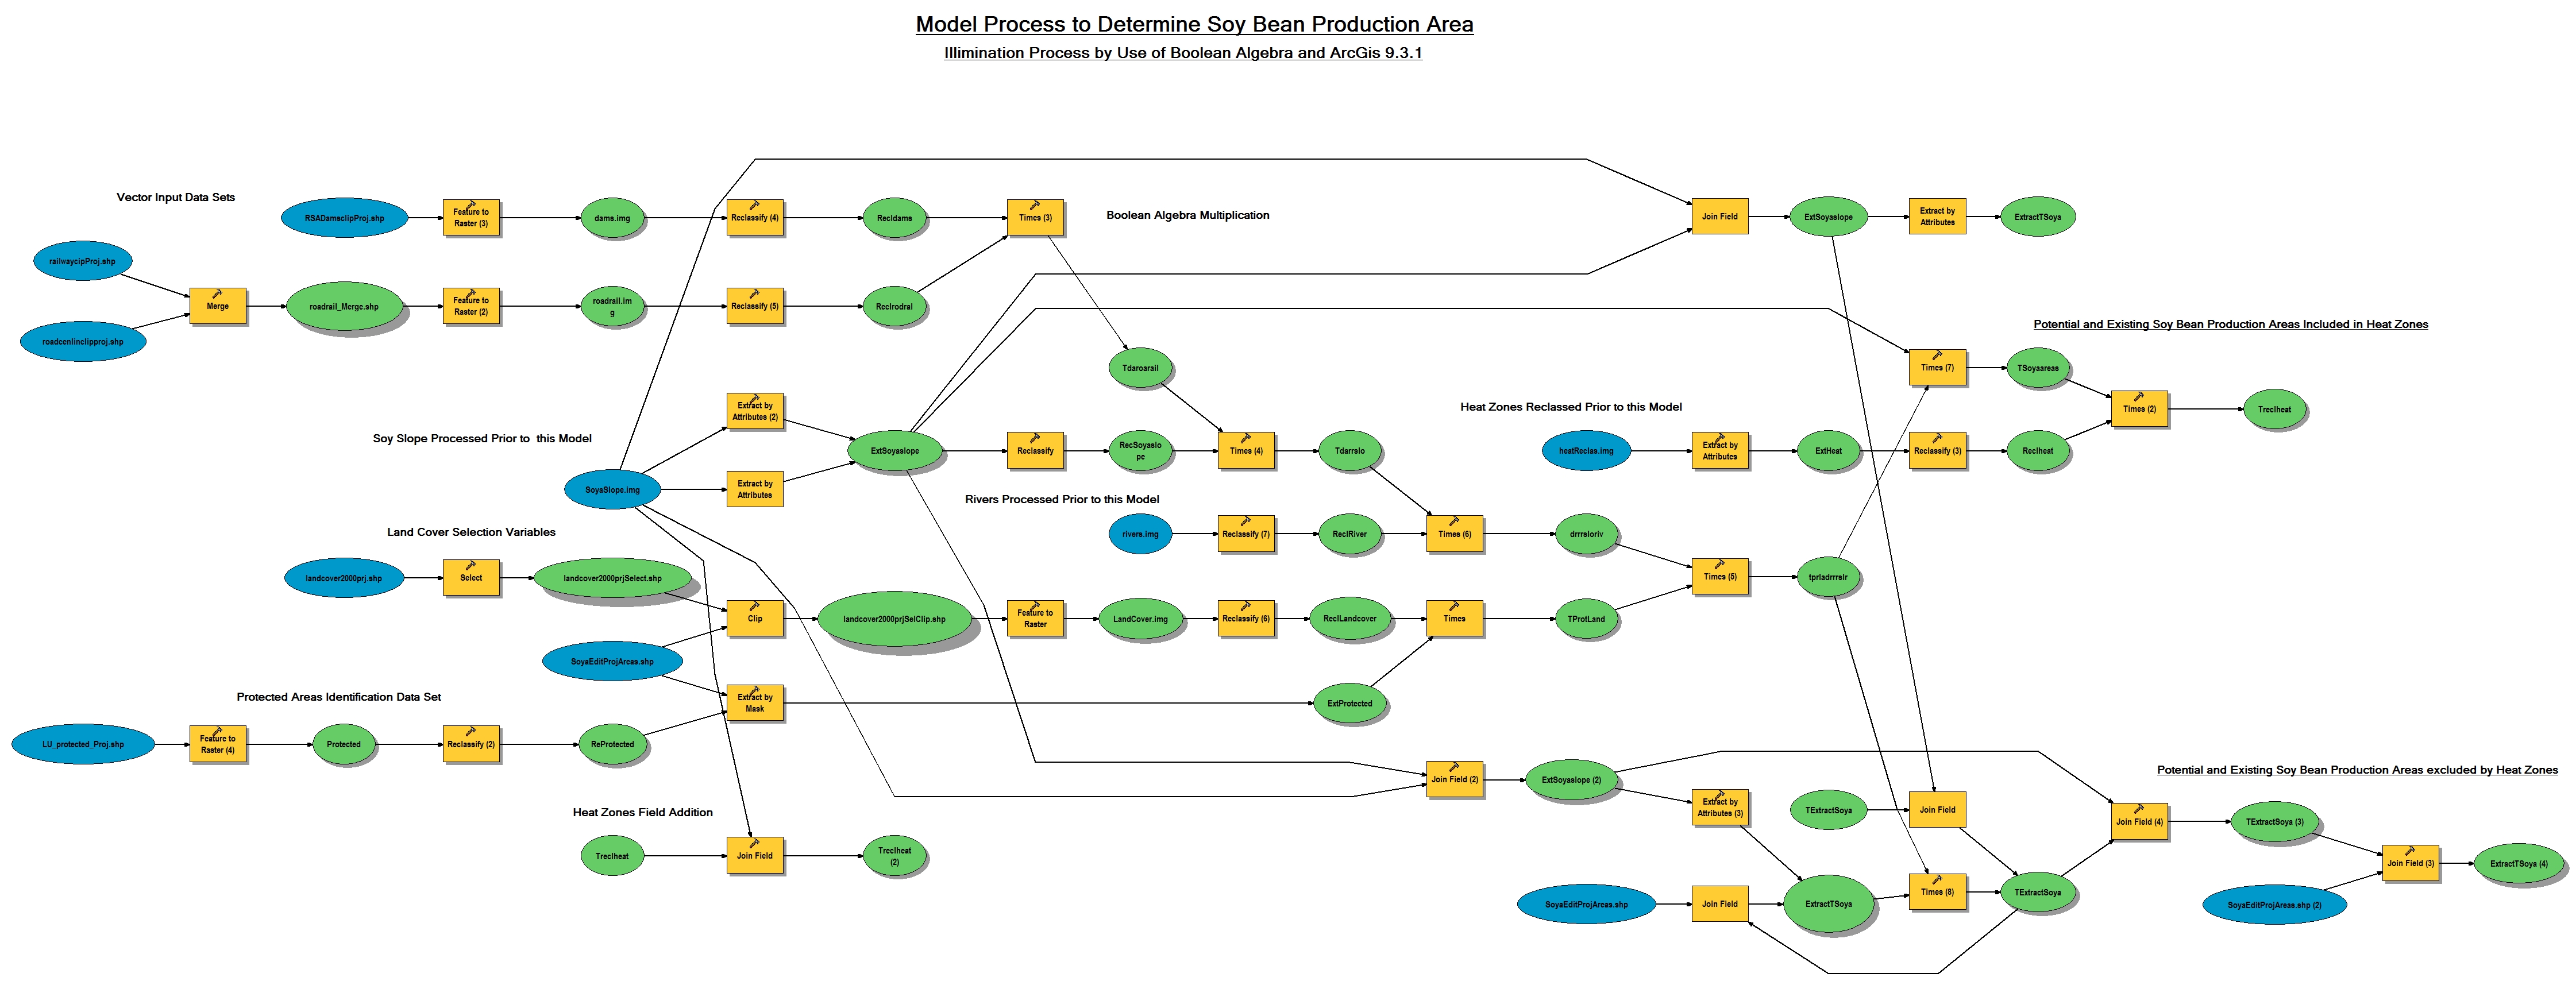 Model Process to Determine Soy Bean Production Area
Illimination Process by Use of Boolean Algebra and ArcGis 9.3.1
Vector Input Data Sets
RSADamsclipProj.shp
Feature to
Raster (3)
dams.img
Reclassify (4)
Recldams
Times (3)
Boolean Algebra Multiplication
Join Field
ExtSoyaslope
Extract by
Attributes
ExtractTSoya
railwaycipProj.shp
Merge
roadrail_Merge.shp
Feature to
Raster (2)
roadrail.im
g
Reclassify (5)
Reclrodral
roadcenlinclipproj.shp
Potential and Existing Soy Bean Production Areas Included in Heat Zones
Tdaroarail
Times (7)
TSoyaareas
Times (2)
Treclheat
Extract by
Attributes (2)
Heat Zones Reclassed Prior to this Model
Soy Slope Processed Prior to  this Model
ExtSoyaslope
Reclassify
RecSoyaslo
pe
Times (4)
Tdarrslo
heatReclas.img
Extract by
Attributes
ExtHeat
Reclassify (3)
Reclheat
SoyaSlope.img
Extract by
Attributes
Rivers Processed Prior to this Model
Land Cover Selection Variables
rivers.img
Reclassify (7)
ReclRiver
Times (6)
drrrsloriv
landcover2000prj.shp
Select
landcover2000prjSelect.shp
Times (5)
tprladrrrslr
Clip
landcover2000prjSelClip.shp
Feature to
Raster
LandCover.img
Reclassify (6)
ReclLandcover
Times
TProtLand
SoyaEditProjAreas.shp
Protected Areas Identification Data Set
Extract by
Mask
ExtProtected
LU_protected_Proj.shp
Feature to
Raster (4)
Protected
Reclassify (2)
ReProtected
Join Field (2)
ExtSoyaslope (2)
Potential and Existing Soy Bean Production Areas excluded by Heat Zones
Heat Zones Field Addition
Extract by
Attributes (3)
TExtractSoya
Join Field
Join Field (4)
TExtractSoya (3)
Treclheat
Join Field
Treclheat
(2)
Join Field (3)
ExtractTSoya (4)
SoyaEditProjAreas.shp
Join Field
ExtractTSoya
Times (8)
TExtractSoya
SoyaEditProjAreas.shp (2)